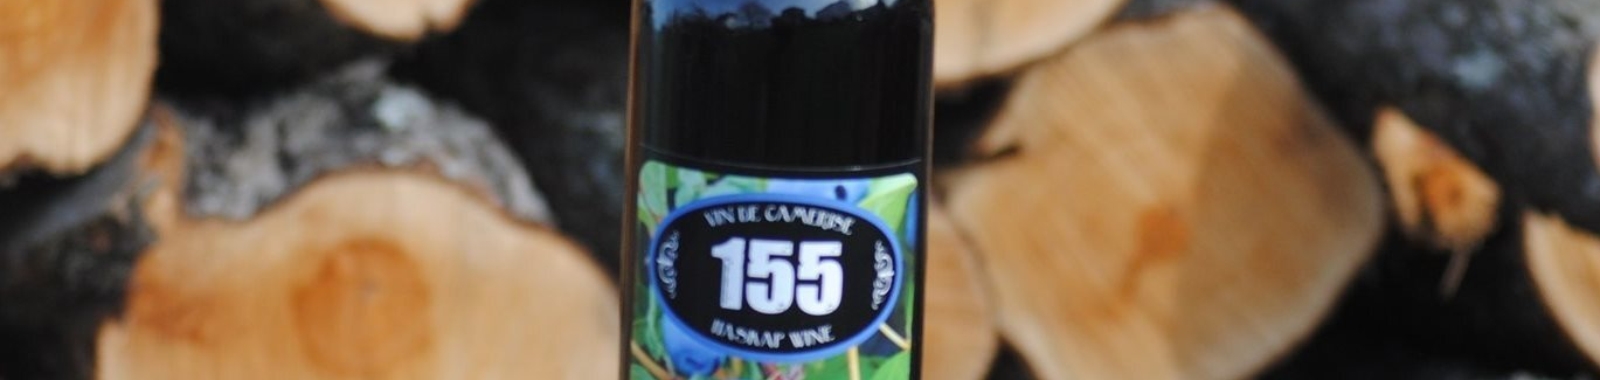 VIN DE CAMERISE
155
HASKAP WINE